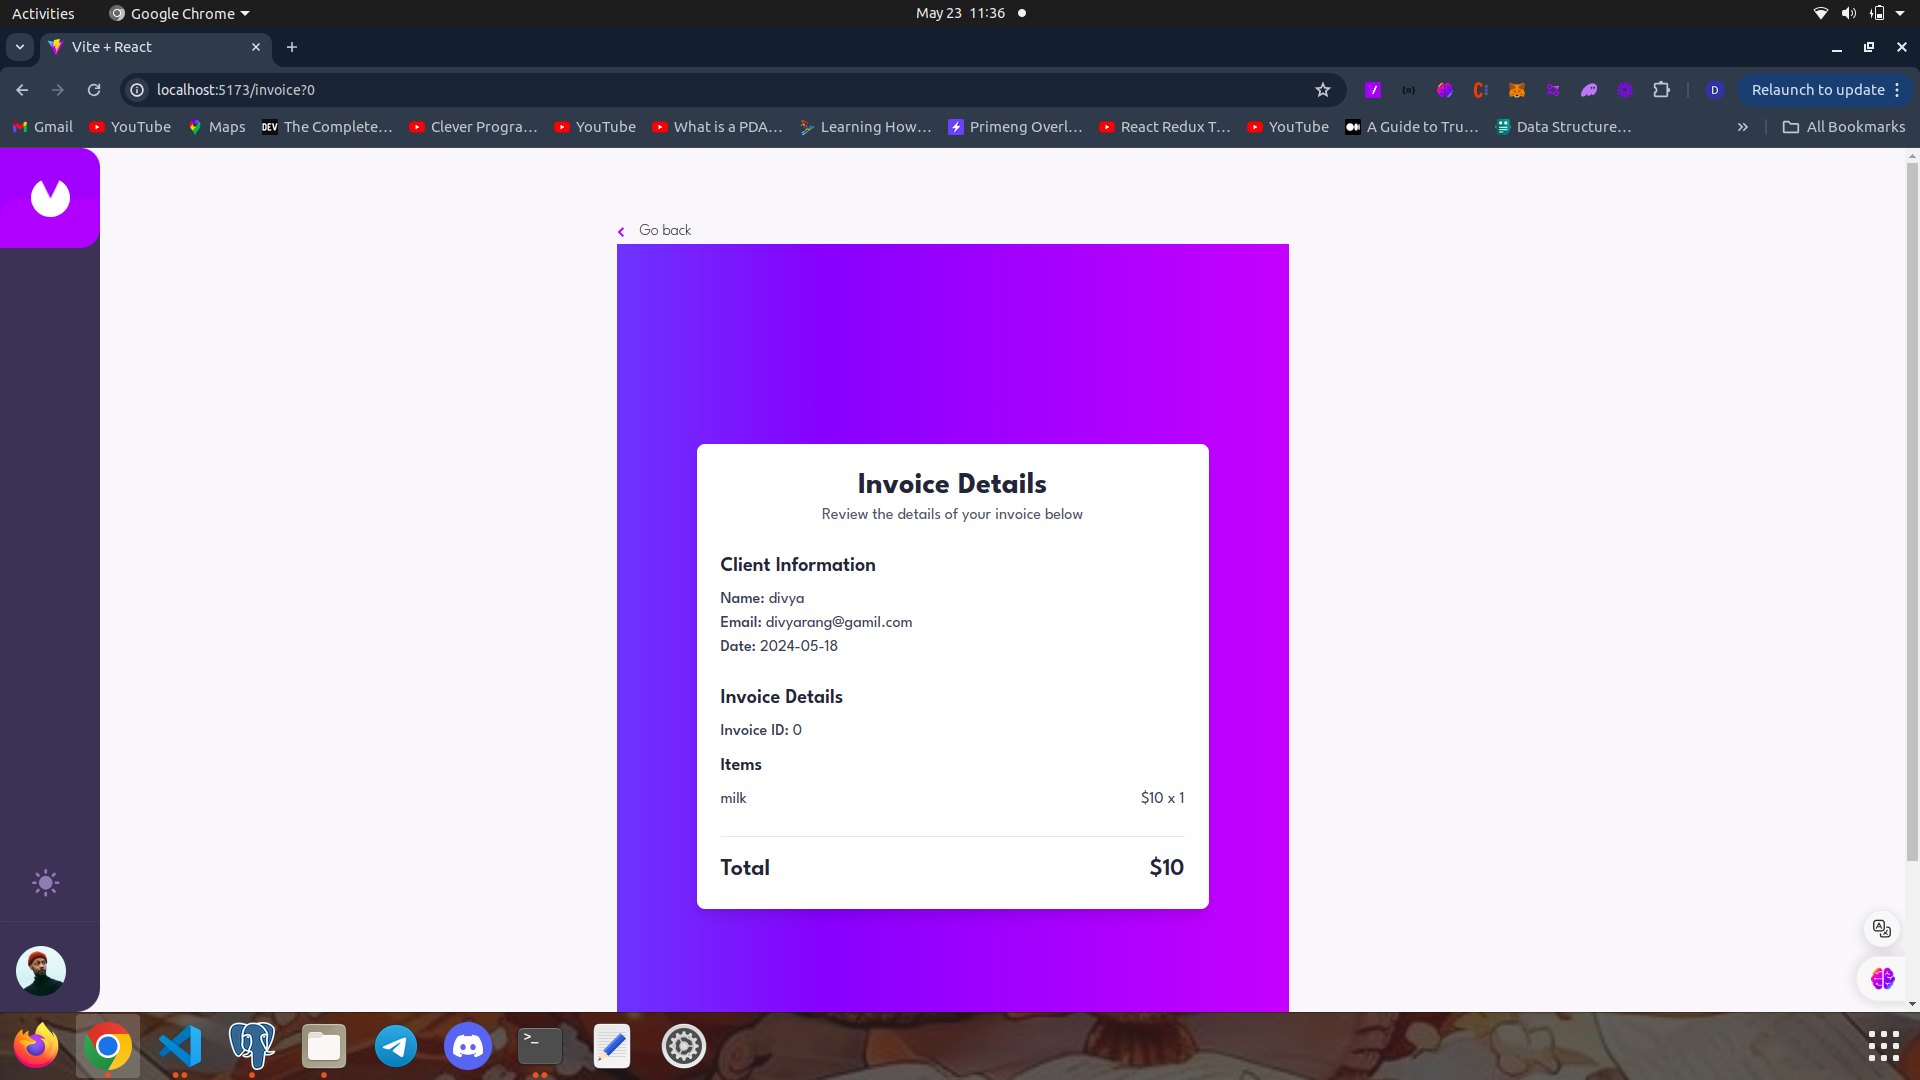 Activities
Google Chrome
May 23 11:36
Vite + React
localhost:5173/invoice?0
D
Relaunch to update
Gmail
YouTube
Maps
DEV
The Complete...
Clever Progra...
YouTube
What is a PDA...
Learning How...
Primeng Overl...
React Redux T...
YouTube
A Guide to Tru...
Data Structure...
All Bookmarks
Go back
Invoice Details
Review the details of your invoice below
Client Information
Name: divya
Email: divyarang@gamil.com
Date: 2024-05-18
Invoice Details
Invoice ID: 0
Items
milk $10 x 1
Total $10